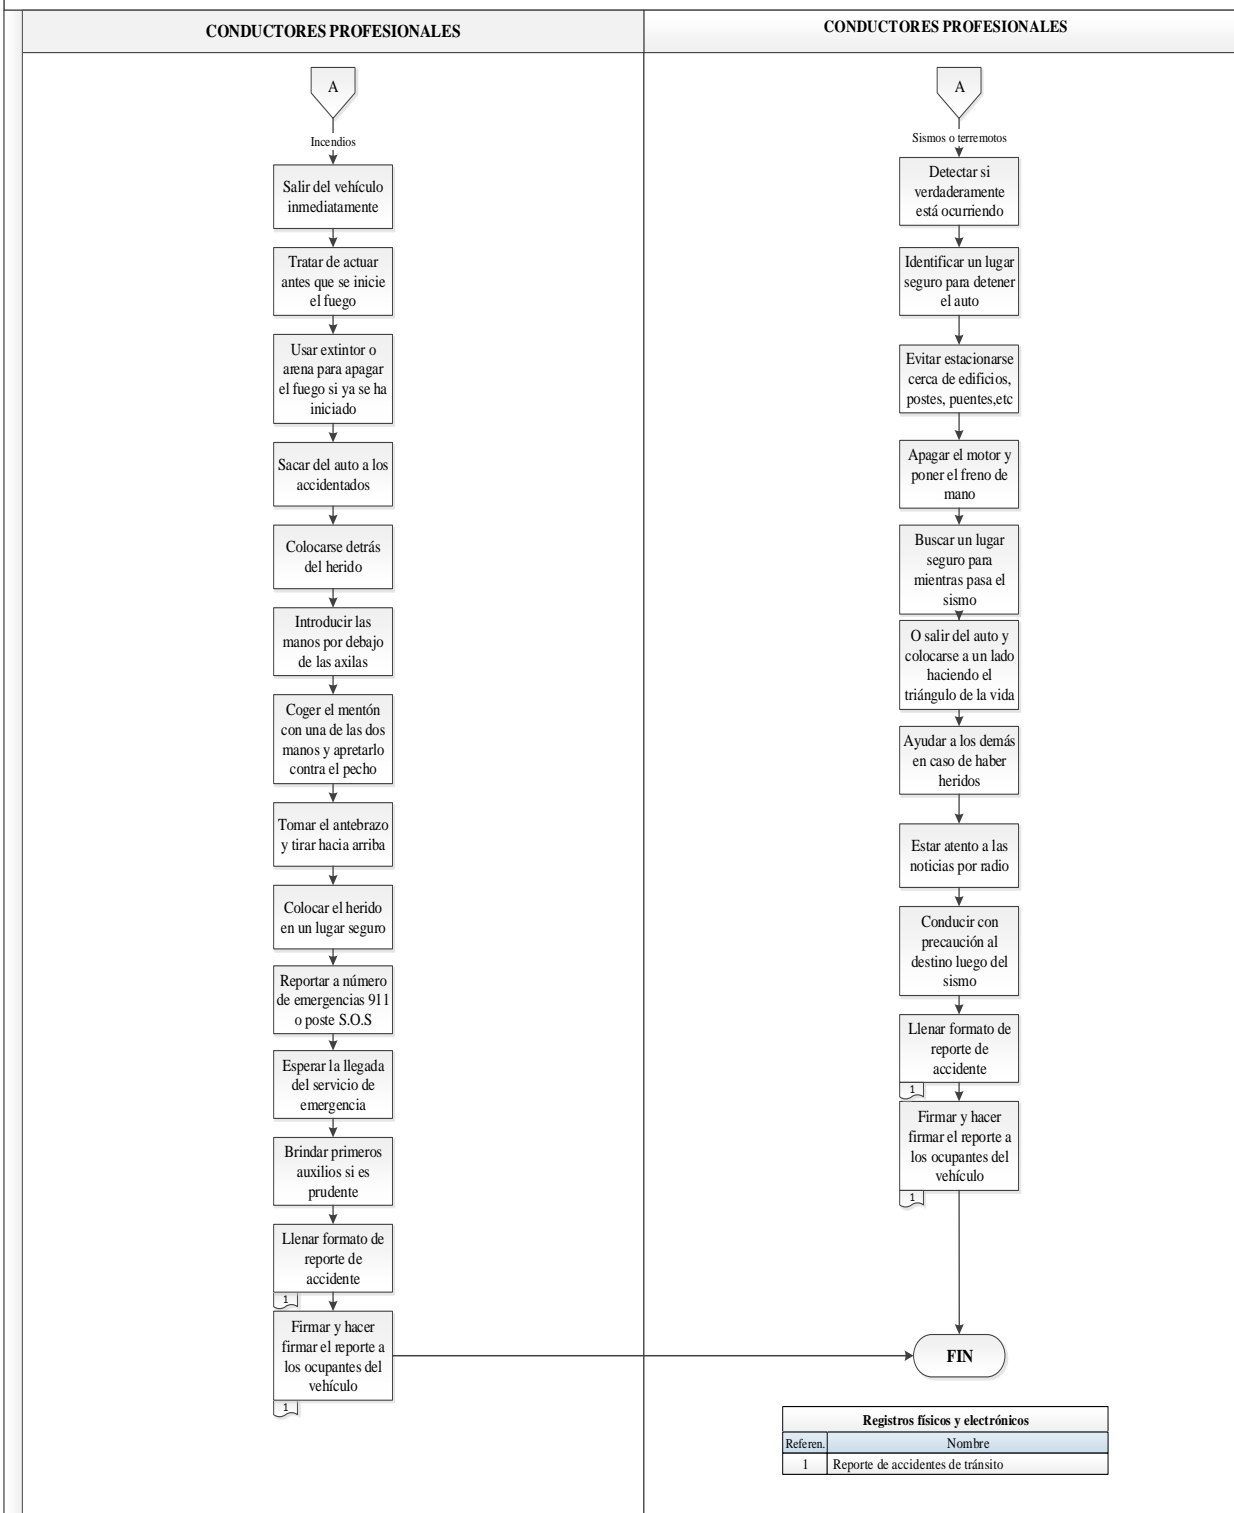 CONDUCTORES PROFESIONALES
A
Incendios
Salir del vehículo
inmediatamente
Tratar de actuar
antes que se inicie
el fuego
Usar extintor o
arena para apagar
el fuego si ya se ha
iniciado
Sacar del auto a los
accidentados
Colocarse detrás
del herido
Introducir las
manos por debajo
de las axilas
Coger el mentón
con una de las dos
manos y apretarlo
contra el pecho
Tomar el antebrazo
y tirar hacia arriba
Colocar el herido
en un lugar seguro
Reportar a número
de emergencias 911
o poste S.O.S
Esperar la llegada
del servicio de
emergencia
Brindar primeros
auxilios si es
prudente
Llenar formato de
reporte de
accidente
1
Firmar y hacer
firmar el reporte a
los ocupantes del
vehículo
1
CONDUCTORES PROFESIONALES
A
Sismos o terremotos
Detectar si
verdaderamente
está ocurriendo
Identificar un lugar
seguro para detener
el auto
Evitar estacionarse
cerca de edificios,
postes, puentes,etc
Apagar el motor y
poner el freno de
mano
Buscar un lugar
seguro para
mientras pasa el
sismo
O salir del auto y
colocarse a un lado
haciendo el
triángulo de la vida
Ayudar a los demás
en caso de haber
heridos
Estar atento a las
noticias por radio
Conducir con
precaución al
destino luego del
sismo
Llenar formato de
reporte de
accidente
1
Firmar y hacer
firmar el reporte a
los ocupantes del
vehículo
1
FIN
Registros físicos y electrónicos
Referen. Nombre
1 Reporte de accidentes de tránsito